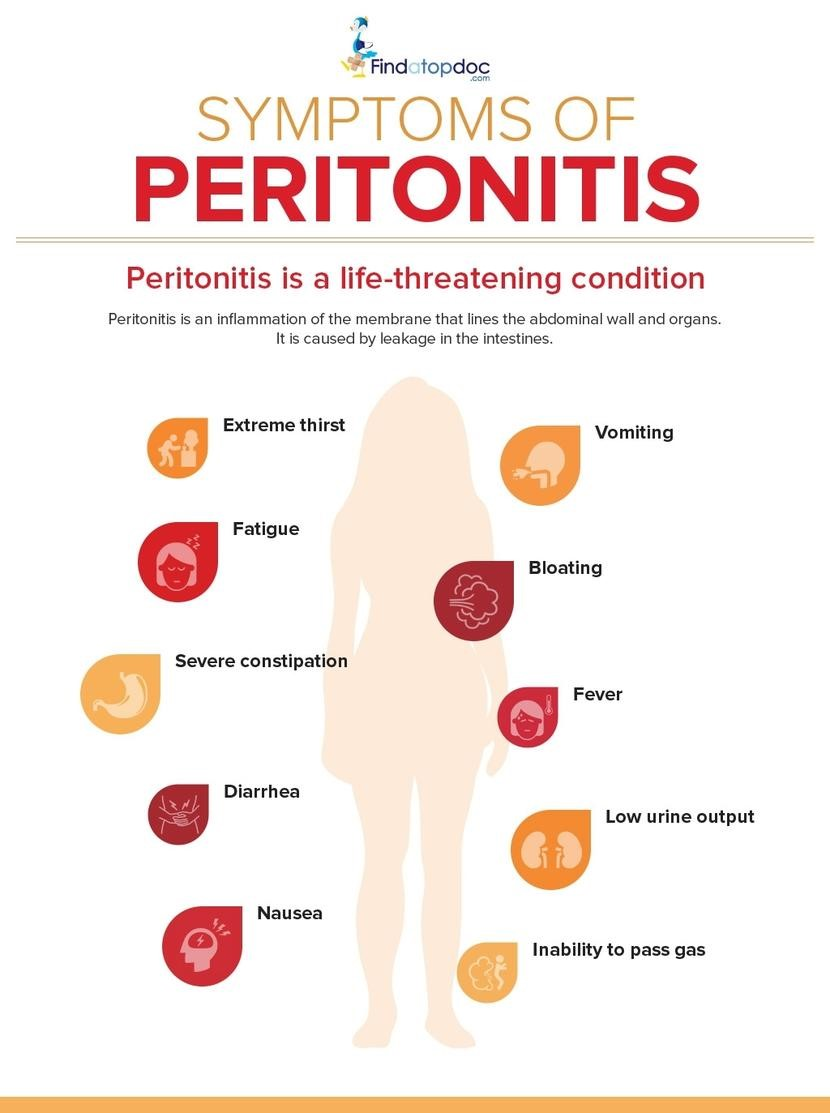 Findatopdoc
.com
SYMPTOMS OF
PERITONITIS
Peritonitis is a life-threatening condition
Peritonitis is an inflammation of the membrane that lines the abdominal wall and organs.
It is caused by leakage in the intestines.
Extreme thirst
Vomiting
Fatigue
Bloating
Severe constipation
Fever
Diarrhea
Low urine output
Nausea
Inability to pass gas